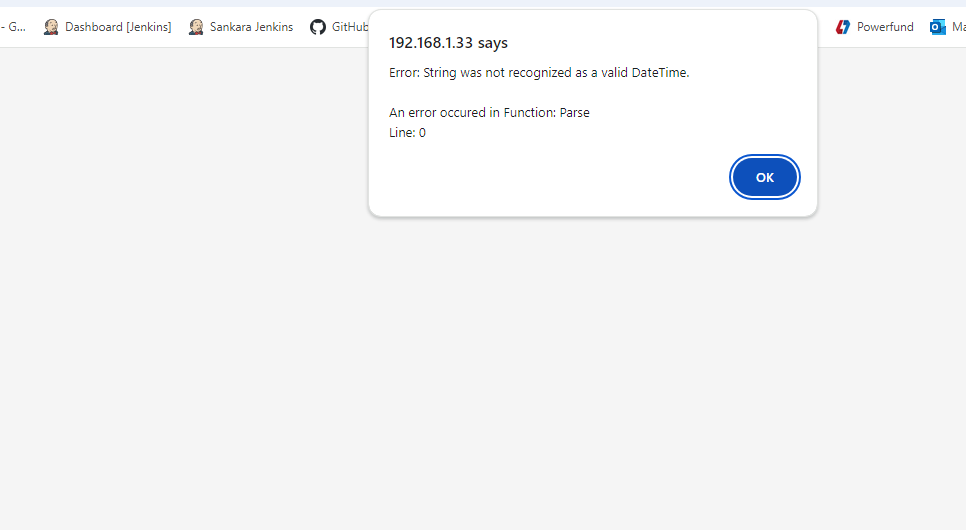 - G... Dashboard [Jenkins] Sankara Jenkins GitHub Powerfund Ma
192.168.1.33 says
Error: String was not recognized as a valid DateTime.
An error occured in Function: Parse
Line: 0
OK